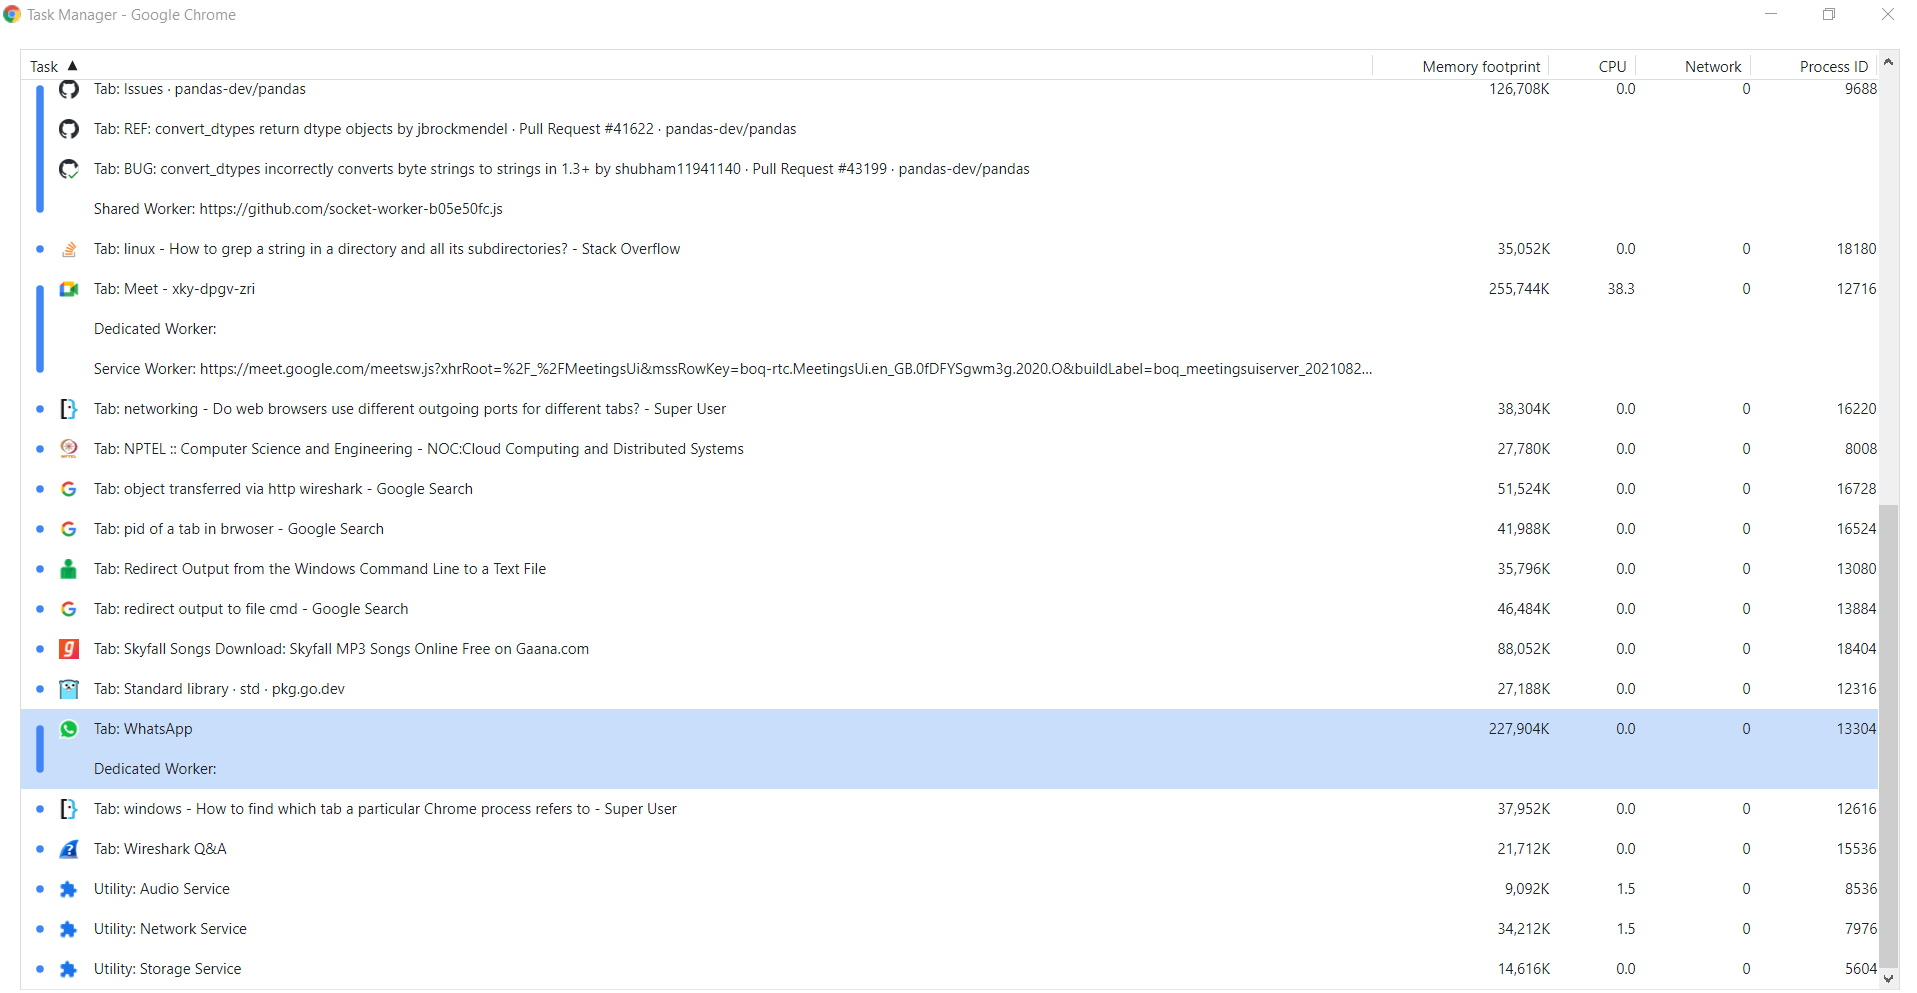 Task Manager - Google Chrome
Task ▲ Memory footprint CPU Network Process ID
Tab: Issues · pandas-dev/pandas 126,708K 0.0 0 9688
Tab: REF: convert_dtypes return dtype objects by jbrockmendel · Pull Request #41622 · pandas-dev/pandas
Tab: BUG: convert_dtypes incorrectly converts byte strings to strings in 1.3+ by shubham11941140 · Pull Request #43199 · pandas-dev/pandas
Shared Worker: https://github.com/socket-worker-b05e50fc.js
Tab: linux - How to grep a string in a directory and all its subdirectories? - Stack Overflow 35,052K 0.0 0 18180
Tab: Meet - xky-dpgv-zri 255,744K 38.3 0 12716
Dedicated Worker:
Service Worker: https://meet.google.com/meetsw.js?xhrRoot=%2F_%2FMeetingsUi&mssRowKey=boq-rtc.MeetingsUi.en_GB.0fDFYSgwm3g.2020.O&buildLabel=boq_meetingsuiserver_2021082...
Tab: networking - Do web browsers use different outgoing ports for different tabs? - Super User 38,304K 0.0 0 16220
Tab: NPTEL :: Computer Science and Engineering - NOC:Cloud Computing and Distributed Systems 27,780K 0.0 0 8008
Tab: object transferred via http wireshark - Google Search 51,524K 0.0 0 16728
Tab: pid of a tab in brwoser - Google Search 41,988K 0.0 0 16524
Tab: Redirect Output from the Windows Command Line to a Text File 35,796K 0.0 0 13080
Tab: redirect output to file cmd - Google Search 46,484K 0.0 0 13884
Tab: Skyfall Songs Download: Skyfall MP3 Songs Online Free on Gaana.com 88,052K 0.0 0 18404
Tab: Standard library · std · pkg.go.dev 27,188K 0.0 0 12316
Tab: WhatsApp 227,904K 0.0 0 13304
Dedicated Worker:
Tab: windows - How to find which tab a particular Chrome process refers to - Super User 37,952K 0.0 0 12616
Tab: Wireshark Q&A 21,712K 0.0 0 15536
Utility: Audio Service 9,092K 1.5 0 8536
Utility: Network Service 34,212K 1.5 0 7976
Utility: Storage Service 14,616K 0.0 0 5604